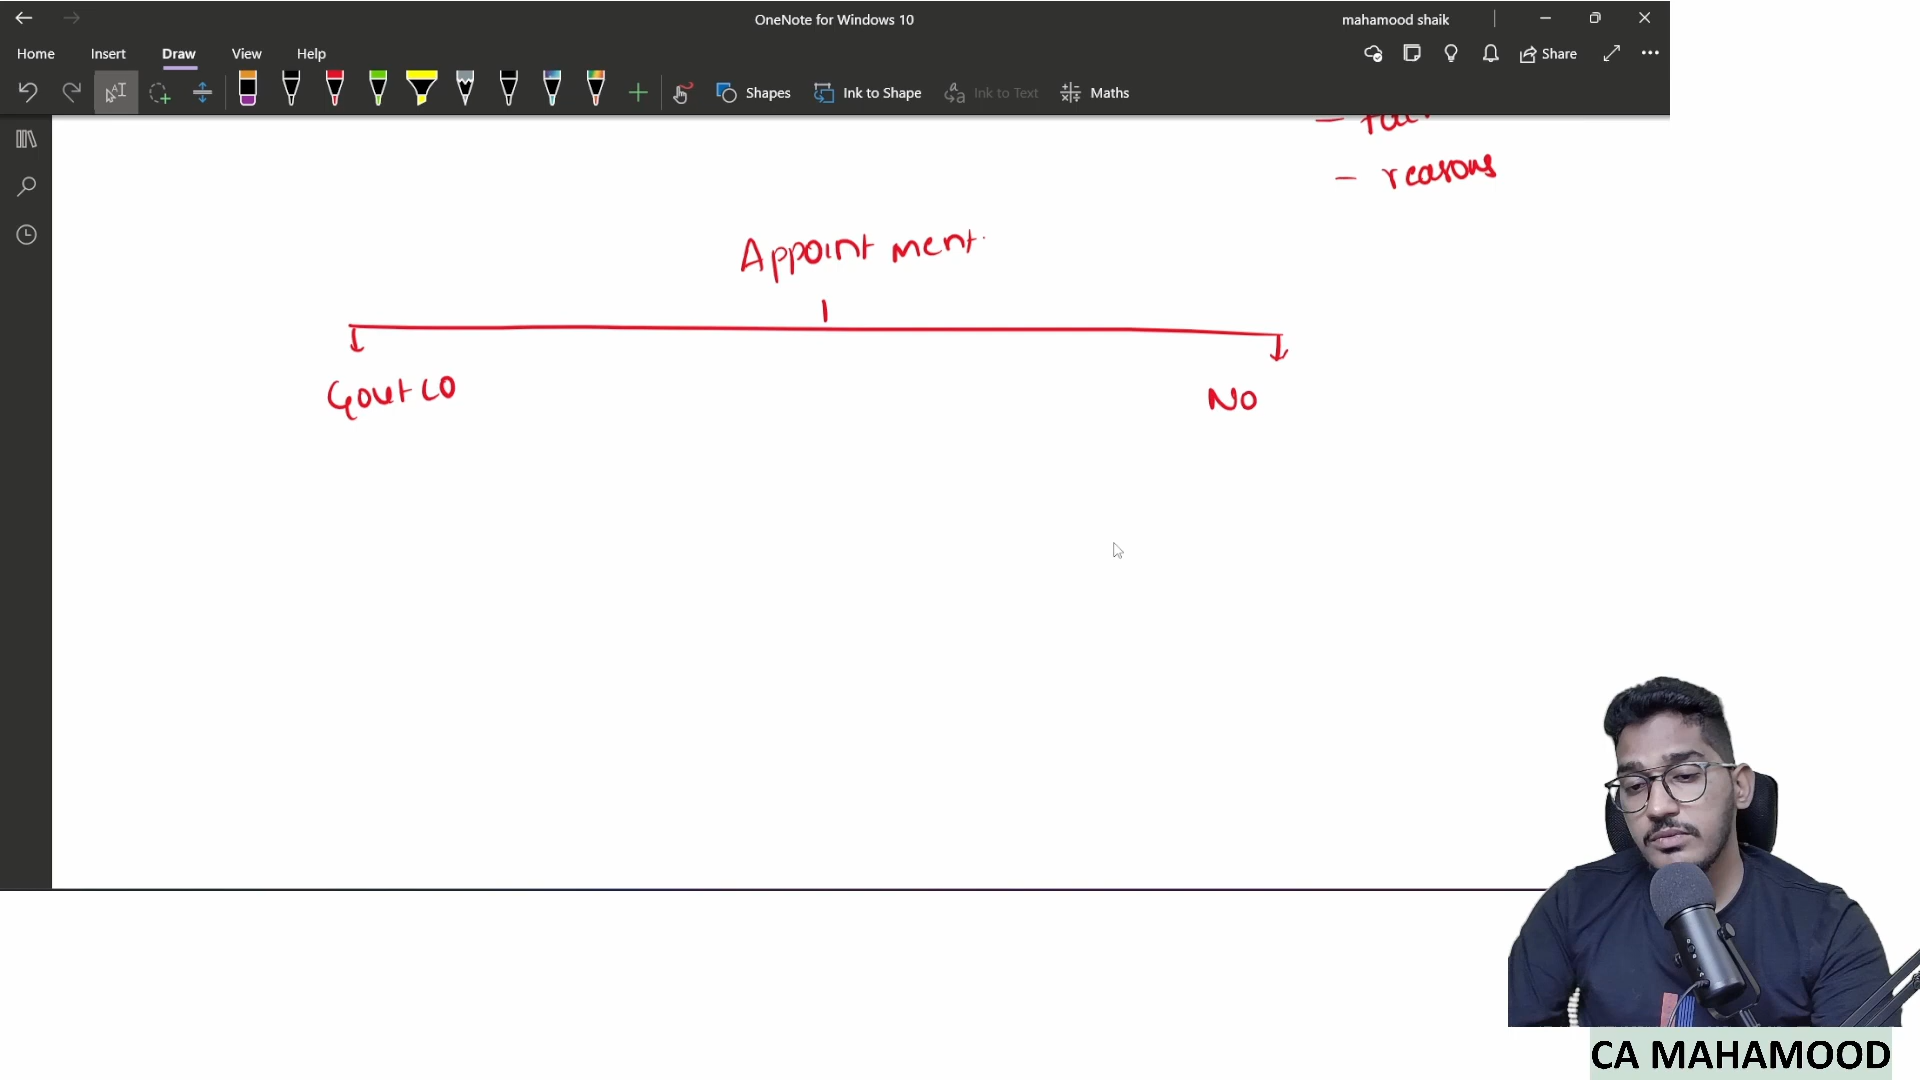 OneNote for Windows 10
mahamood shaik
Home Insert Draw View Help
Share
Shapes Ink to Shape Ink to Text Maths
- reasons
Appointment.
Govt CO
NO
CA MAHAMOOD